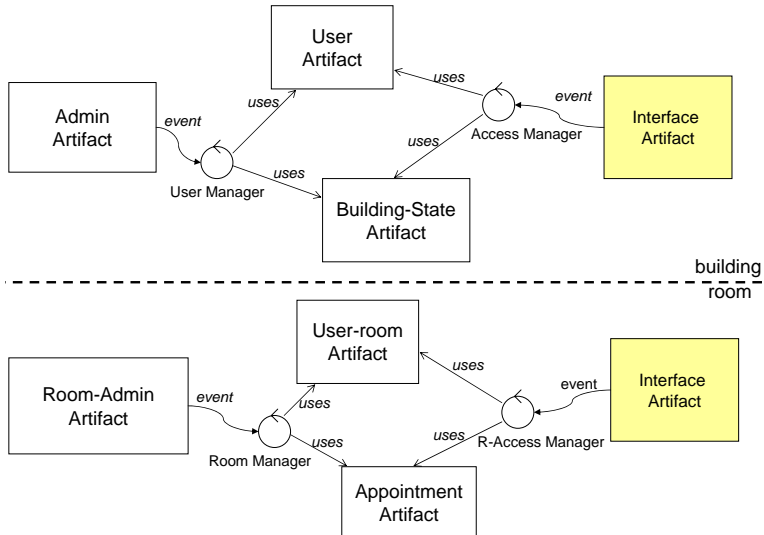 User
Artifact
Admin
Artifact
event
uses
uses
event
Interface
Artifact
Access Manager
User Manager
uses
uses
Building-State
Artifact
building
room
User-room
Artifact
Room-Admin
Artifact
event
uses
uses
event
Interface
Artifact
R-Access Manager
Room Manager
uses
uses
Appointment
Artifact